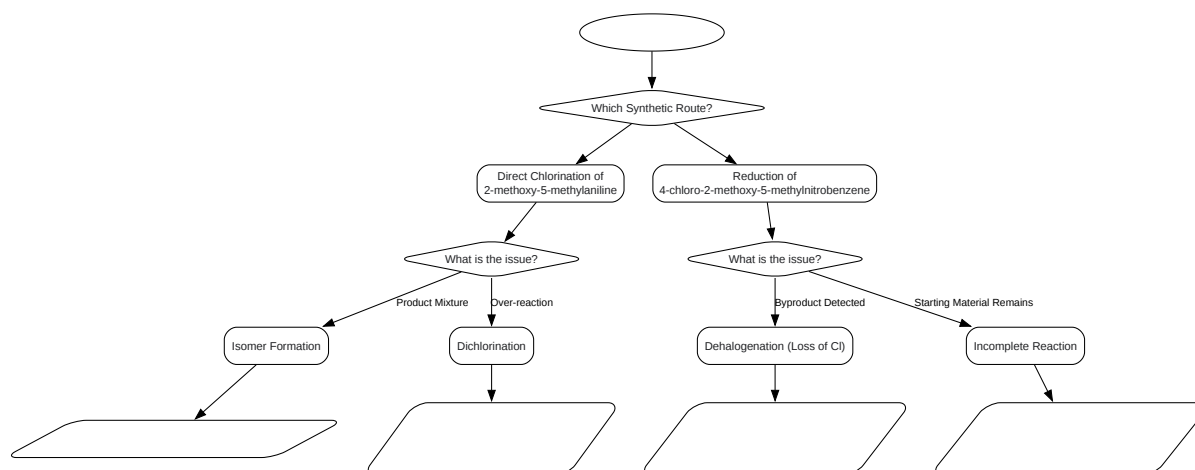 Which Synthetic Route?
Direct Chlorination of
2-methoxy-5-methylaniline
Reduction of
4-chloro-2-methoxy-5-methylnitrobenzene
What is the issue?
What is the issue?
Product Mixture
Over-reaction
Byproduct Detected
Starting Material Remains
Isomer Formation
Dichlorination
Dehalogenation (Loss of Cl)
Incomplete Reaction